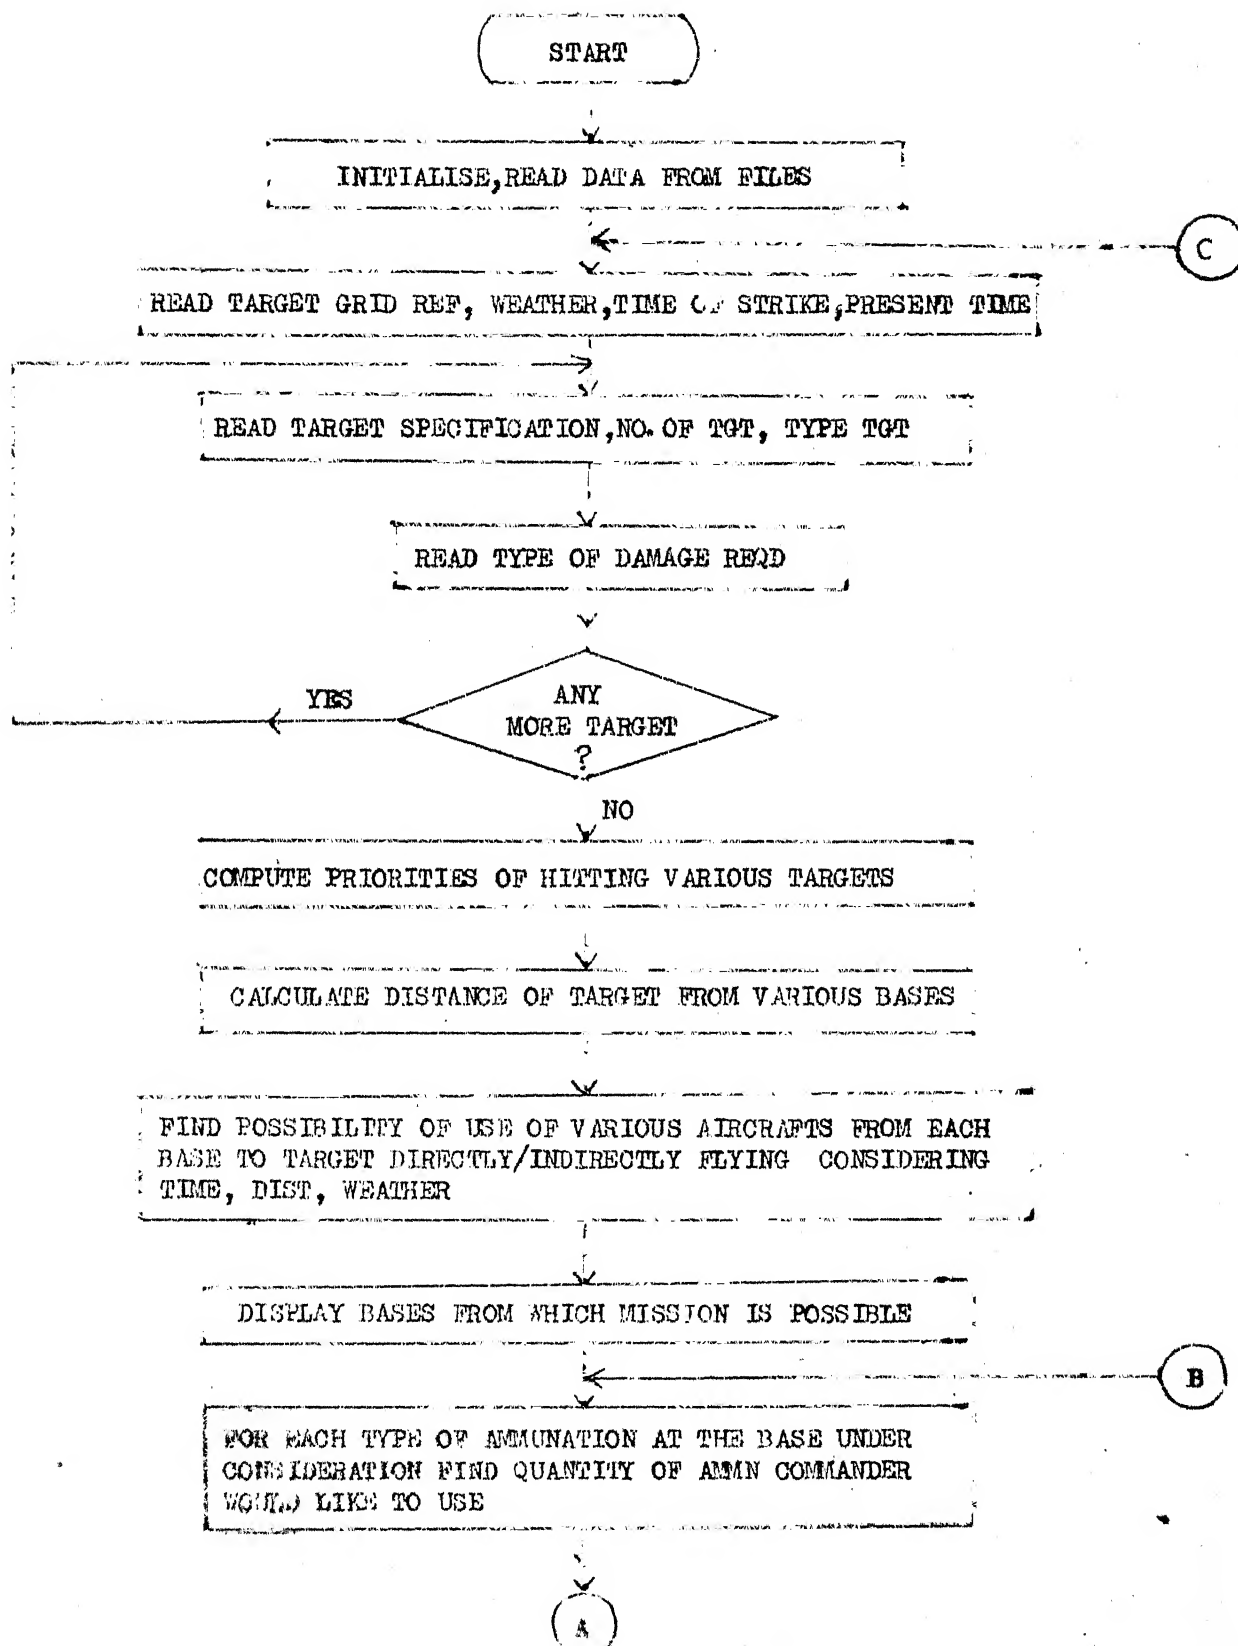 START
INITIALISE,READ DATA FROM FILES
C
READ TARGET GRID REF, WEATHER,TIME OF STRIKE,PRESENT TIME
READ TARGET SPECIFICATION,NO. OF TGT, TYPE TGT
READ TYPE OF DAMAGE REQD
YES
ANY
MORE TARGET
?
NO
COMPUTE PRIORITIES OF HITTING VARIOUS TARGETS
CALCULATE DISTANCE OF TARGET FROM VARIOUS BASES
FIND POSSIBILITY OF USE OF VARIOUS AIRCRAFTS FROM EACH
BASE TO TARGET DIRECTLY/INDIRECTLY FLYING CONSIDERING
TIME, DIST, WEATHER
DISPLAY BASES FROM WHICH MISSION IS POSSIBLE
B
FOR EACH TYPE OF AMMUNATION AT THE BASE UNDER
CONSIDERATION FIND QUANTITY OF AMMN COMMANDER
WOULD LIKE TO USE
A